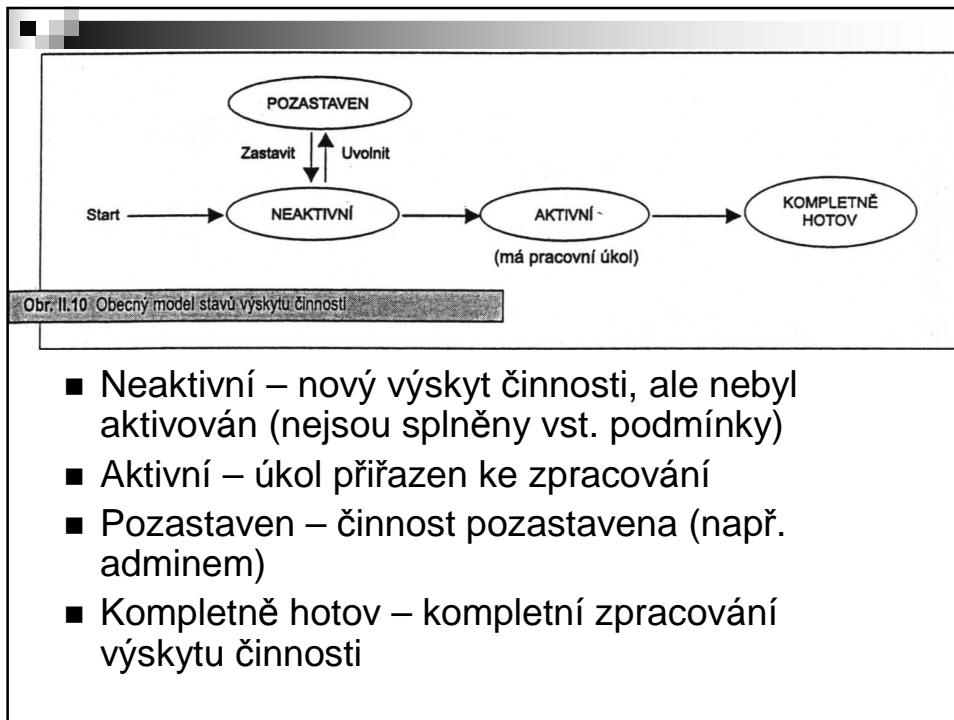 POZASTAVEN
Zastavit Uvolnit
Start NEAKTIVNÍ AKTIVNÍ KOMPLETNĚ
HOTOV
(má pracovní úkol)
Obr. II.10 Obecný model stavů výskytu činnosti
■ Neaktivní – nový výskyt činnosti, ale nebyl
aktivován (nejsou splněny vst. podmínky)
■ Aktivní – úkol přiřazen ke zpracování
■ Pozastaven – činnost pozastavena (např.
adminem)
■ Kompletně hotov – kompletní zpracování
výskytu činnosti